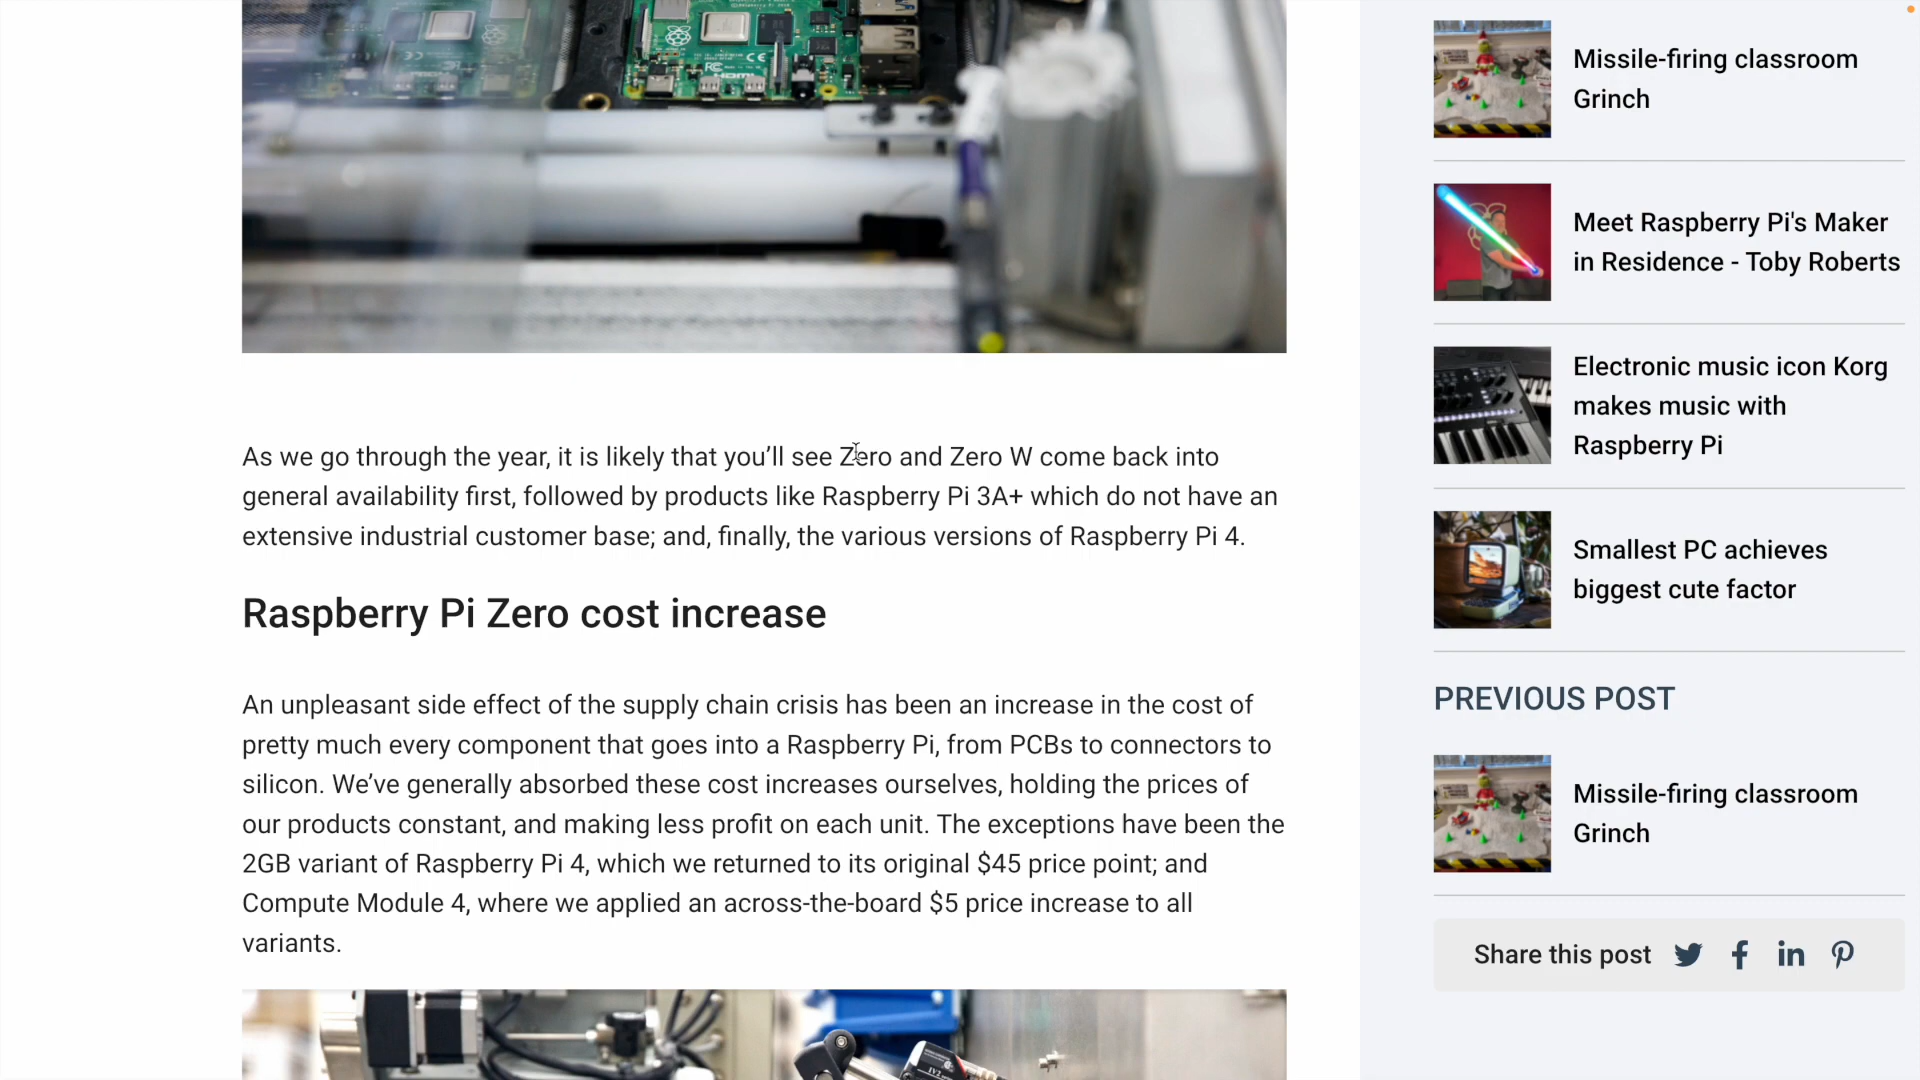 As we go through the year, it is likely that you’ll see Zero and Zero W come back into
general availability first, followed by products like Raspberry Pi 3A+ which do not have an
extensive industrial customer base; and, finally, the various versions of Raspberry Pi 4.
Raspberry Pi Zero cost increase
An unpleasant side effect of the supply chain crisis has been an increase in the cost of
pretty much every component that goes into a Raspberry Pi, from PCBs to connectors to
silicon. We’ve generally absorbed these cost increases ourselves, holding the prices of
our products constant, and making less profit on each unit. The exceptions have been the
2GB variant of Raspberry Pi 4, which we returned to its original $45 price point; and
Compute Module 4, where we applied an across-the-board $5 price increase to all
variants.
Missile-firing classroom
Grinch
Meet Raspberry Pi's Maker
in Residence - Toby Roberts
Electronic music icon Korg
makes music with
Raspberry Pi
Smallest PC achieves
biggest cute factor
PREVIOUS POST
Missile-firing classroom
Grinch
Share this post